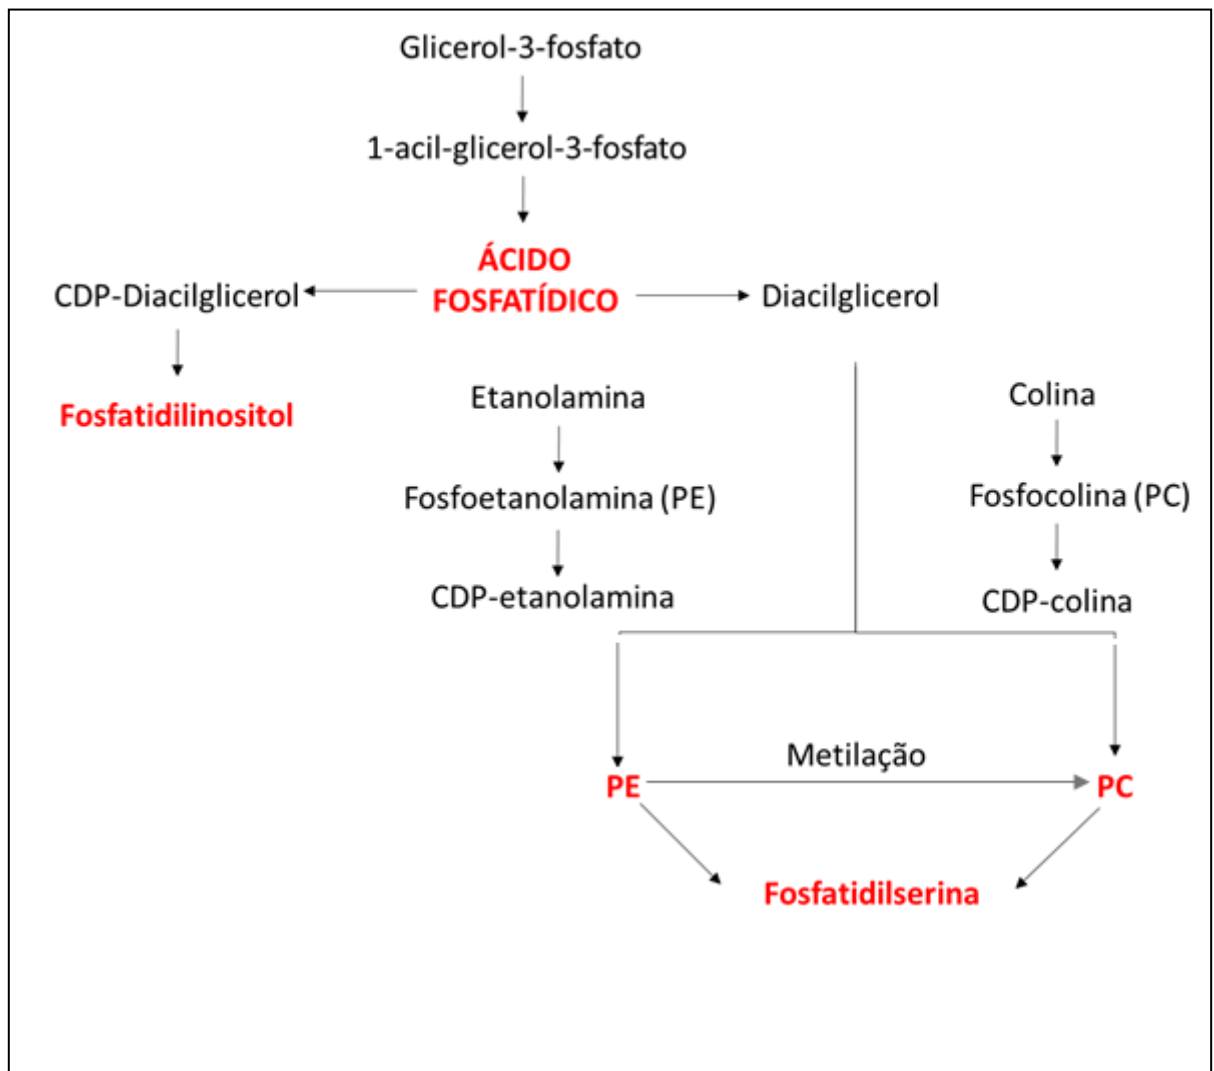 Glicerol-3-fosfato
1-acil-glicerol-3-fosfato
ÁCIDO
FOSFATÍDICO
CDP-Diacilglicerol
Diacilglicerol
Fosfatidilinositol
Etanolamina
Colina
Fosfoetanolamina (PE)
Fosfocolina (PC)
CDP-etanolamina
CDP-colina
Metilação
PE
PC
Fosfatidilserina